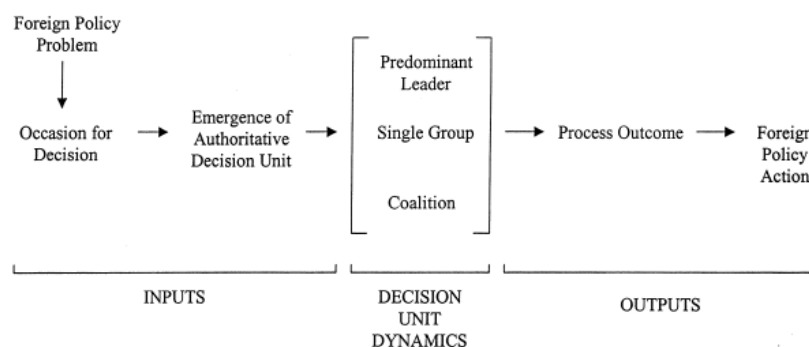 Foreign Policy
Problem
Occasion for
Decision
Emergence of
Authoritative
Decision Unit
Predominant
Leader
Single Group
Coalition
Process Outcome
Foreign
Policy
Action
INPUTS
DECISION
UNIT
DYNAMICS
OUTPUTS